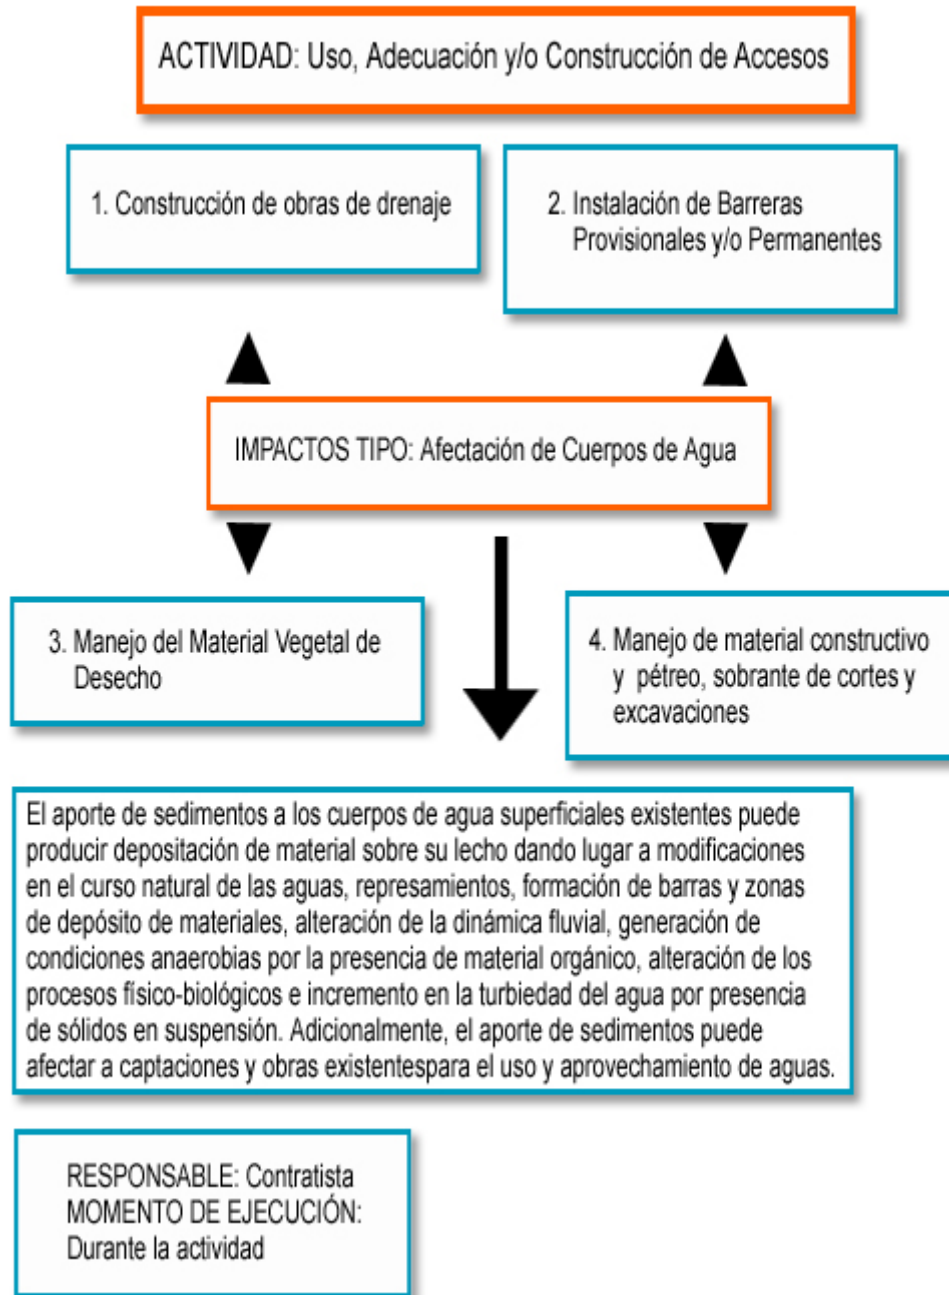 ACTIVIDAD: Uso, Adecuación y/o Construcción de Accesos
1. Construcción de obras de drenaje
2. Instalación de Barreras
Provisionales y/o Permanentes
IMPACTOS TIPO: Afectación de Cuerpos de Agua
3. Manejo del Material Vegetal de
Desecho
4. Manejo de material constructivo
y pétreo, sobrante de cortes y
excavaciones
El aporte de sedimentos a los cuerpos de agua superficiales existentes puede
producir depositación de material sobre su lecho dando lugar a modificaciones
en el curso natural de las aguas, represamientos, formación de barras y zonas
de depósito de materiales, alteración de la dinámica fluvial, generación de
condiciones anaerobias por la presencia de material orgánico, alteración de los
procesos físico-biológicos e incremento en la turbiedad del agua por presencia
de sólidos en suspensión. Adicionalmente, el aporte de sedimentos puede
afectar a captaciones y obras existentespara el uso y aprovechamiento de aguas.
RESPONSABLE: Contratista
MOMENTO DE EJECUCIÓN:
Durante la actividad